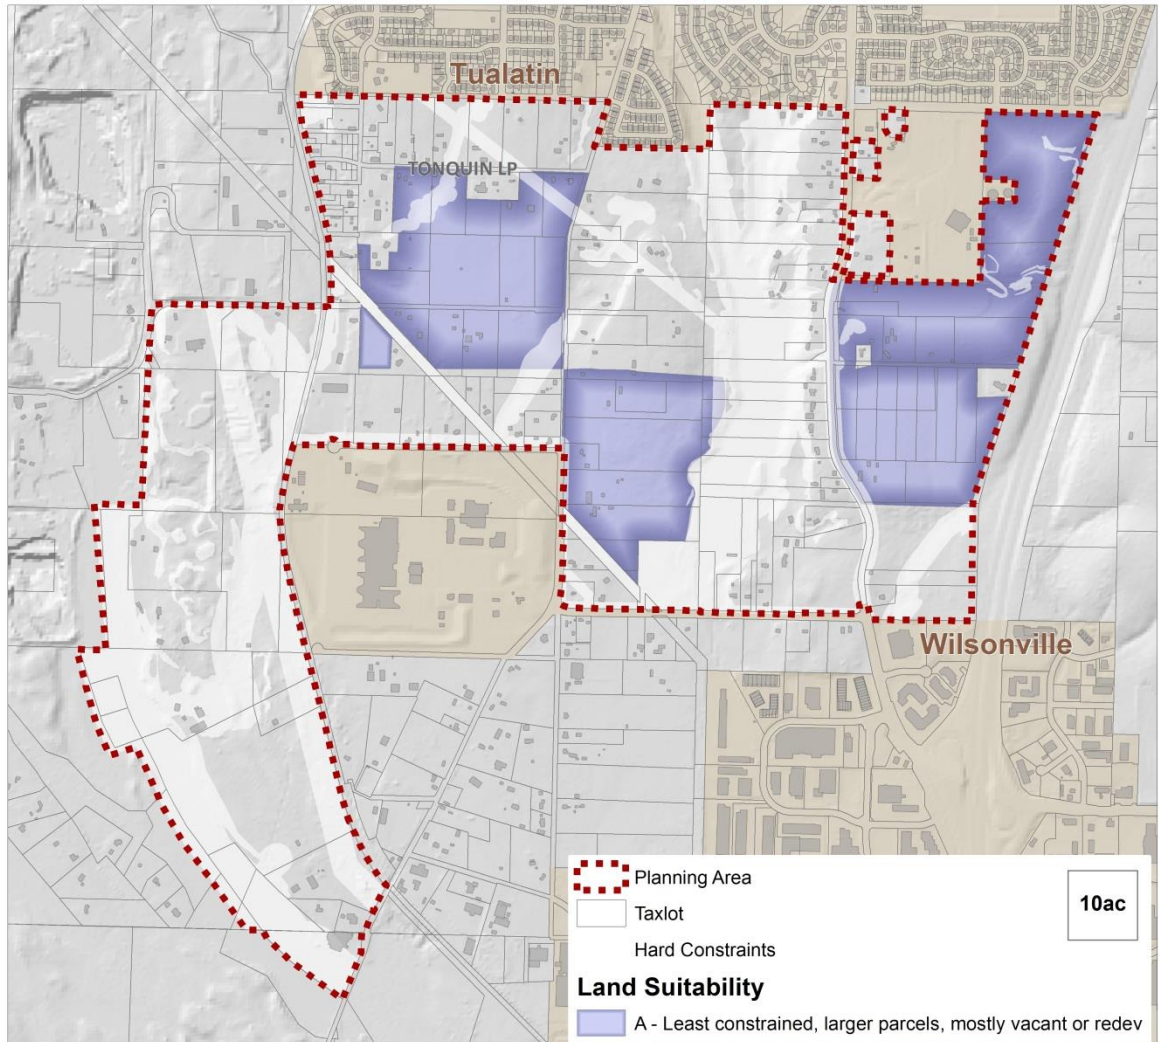 Tualatin
TONQUIN LP
Wilsonville
Planning Area
Taxlot
10ac
Hard Constraints
Land Suitability
A - Least constrained, larger parcels, mostly vacant or redev